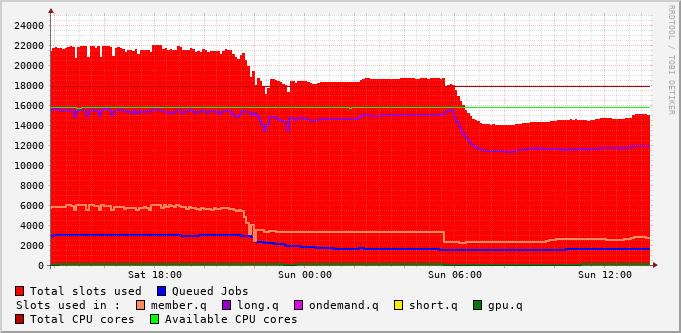 24000
22000
20000
18000
16000
14000
12000
10000
8000
6000
4000
2000
0
Sat 18:00 Sun 00:00 Sun 06:00 Sun 12:00
Total slots used Queued Jobs
Slots used in : member.q long.q ondemand.q short.q gpu.q
Total CPU cores Available CPU cores
RRDTOOL / TOBI OETIKER